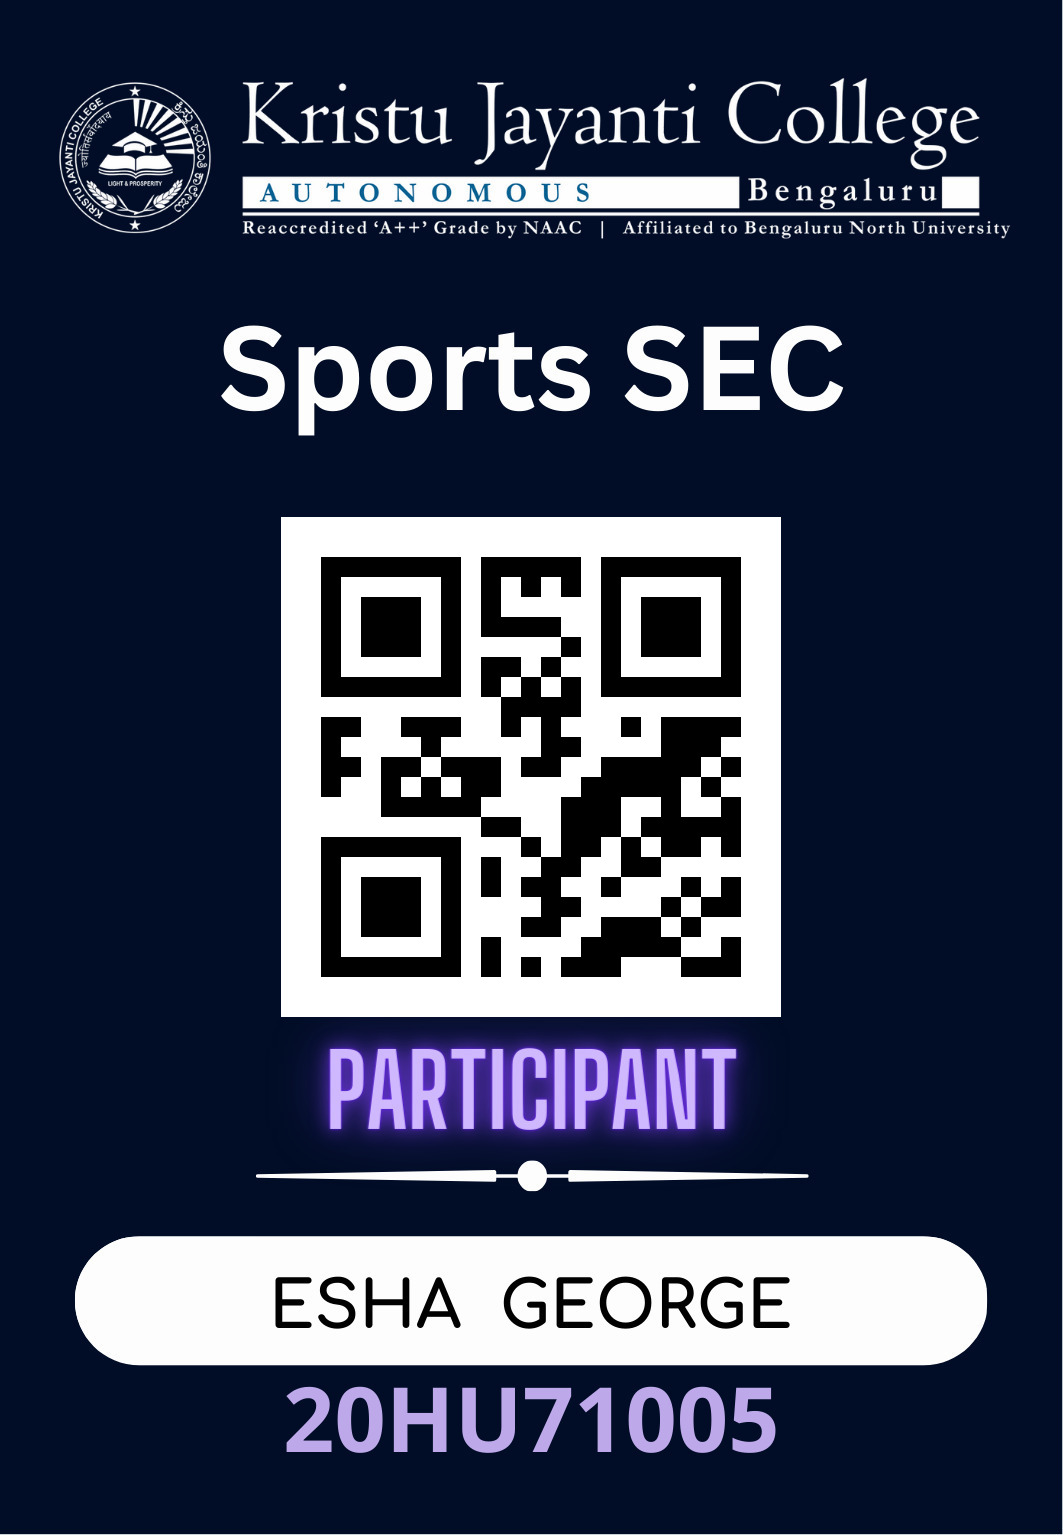 Kristu Jayanti College
AUTONOMOUS Bengaluru
Reaccredited ‘A++’ Grade by NAAC | Affiliated to Bengaluru North University
KRISTU JAYANTI COLLEGE
LIGHT & PROSPERITY
Sports SEC
PARTICIPANT
ESHA GEORGE
20HU71005